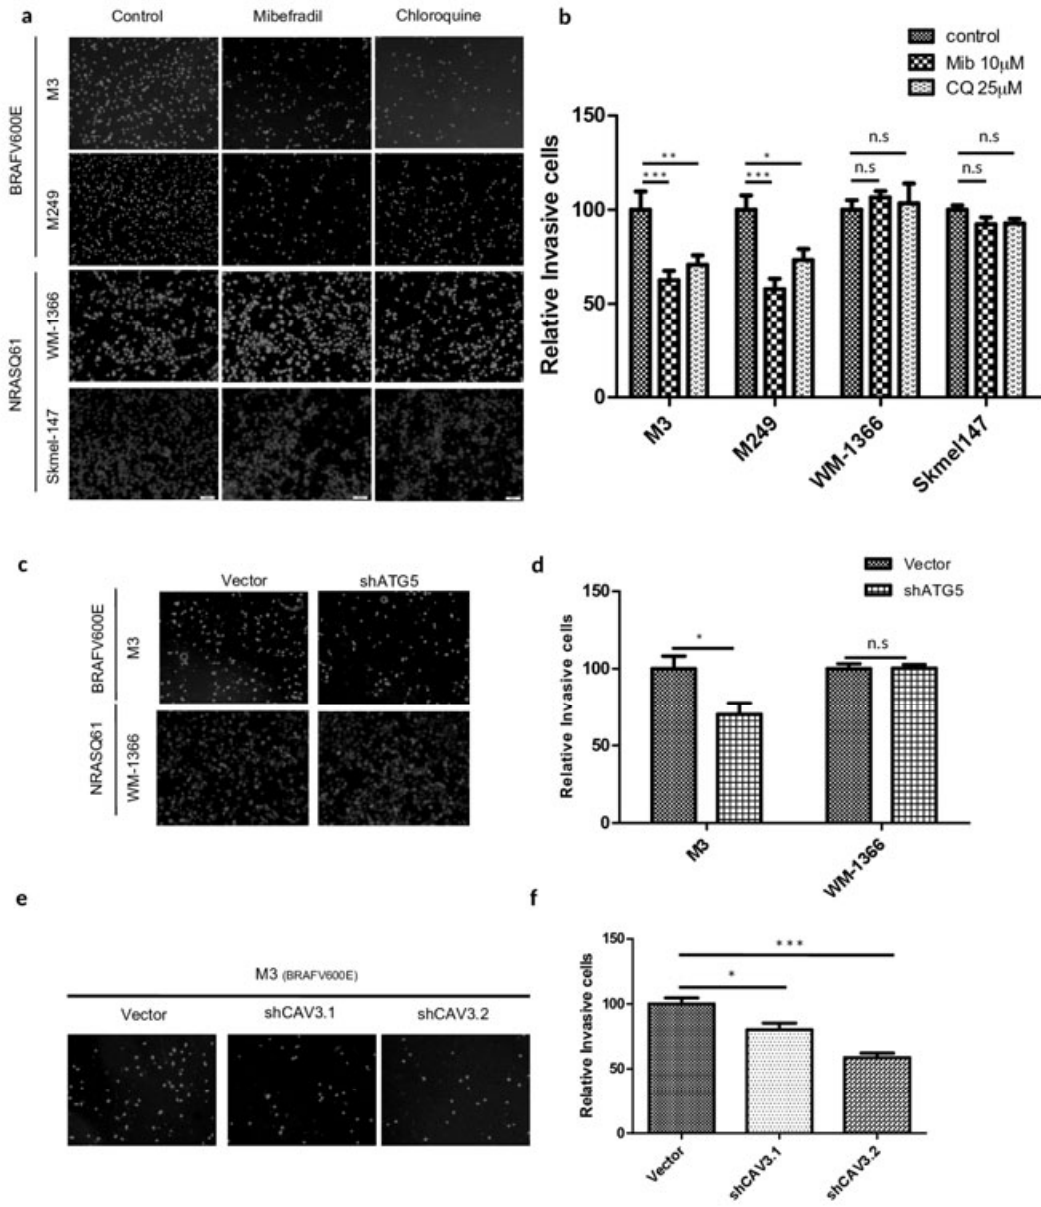 a
Control
Mibefradil
Chloroquine
BRAFV600E
M3
M249
NRASQ61
WM-1366
Skmel-147
b
control
Mib 10µM
CQ 25µM
Relative Invasive cells
150
100
50
0
**
***
*
***
n.s
n.s
n.s
n.s
M3
M249
WM-1366
Skmel147
c
Vector
shATG5
BRAFV600E
M3
NRASQ61
WM-1366
d
Vector
shATG5
Relative Invasive cells
150
100
50
0
*
n.s
M3
WM-1366
e
M3 (BRAFV600E)
Vector
shCAV3.1
shCAV3.2
f
Relative Invasive cells
150
100
50
0
***
*
Vector
shCAV3.1
shCAV3.2